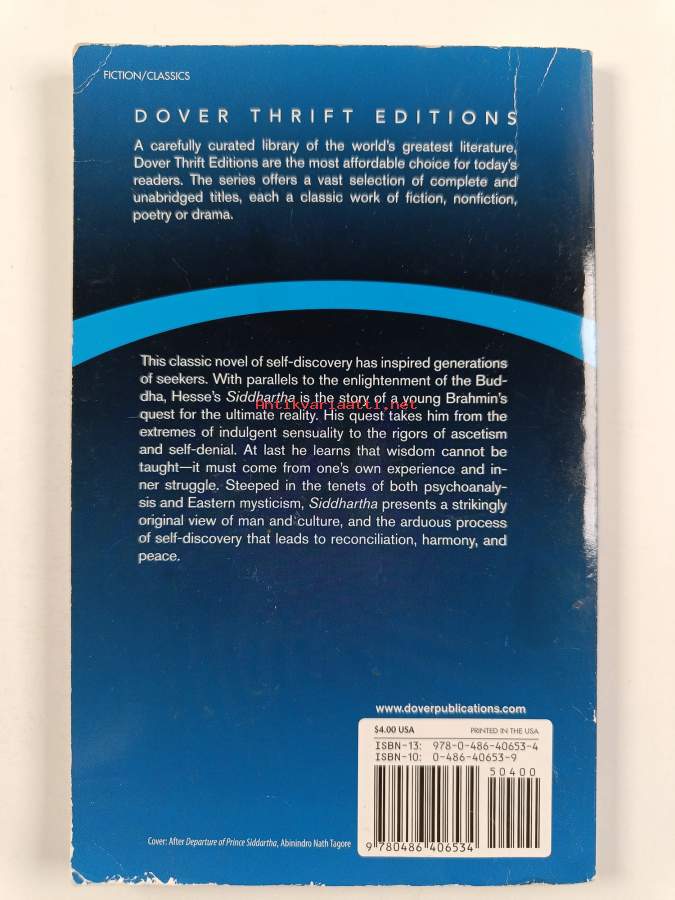 FICTION/CLASSICS
DOVER THRIFT EDITIONS
A carefully curated library of the world's greatest literature,
Dover Thrift Editions are the most affordable choice for today's
readers. The series offers a vast selection of complete and
unabridged titles, each a classic work of fiction, nonfiction,
poetry or drama.
This classic novel of self-discovery has inspired generations
of seekers. With parallels to the enlightenment of the Bud-
dha, Hesse's Siddhartha is the story of a young Brahmin's
Antikvariaatti.net
quest for the ultimate reality. His quest takes him from the
extremes of indulgent sensuality to the rigors of ascetism
and self-denial. At last he learns that wisdom cannot be
taught—it must come from one's own experience and in-
ner struggle. Steeped in the tenets of both psychoanaly-
sis and Eastern mysticism, Siddhartha presents a strikingly
original view of man and culture, and the arduous process
of self-discovery that leads to reconciliation, harmony, and
peace.
www.doverpublications.com
$4.00 USA PRINTED IN THE USA
ISBN-13: 978-0-486-40653-4
ISBN-10: 0-486-40653-9
50400
9 780486 406534
Cover: After Departure of Prince Siddartha, Abinindro Nath Tagore